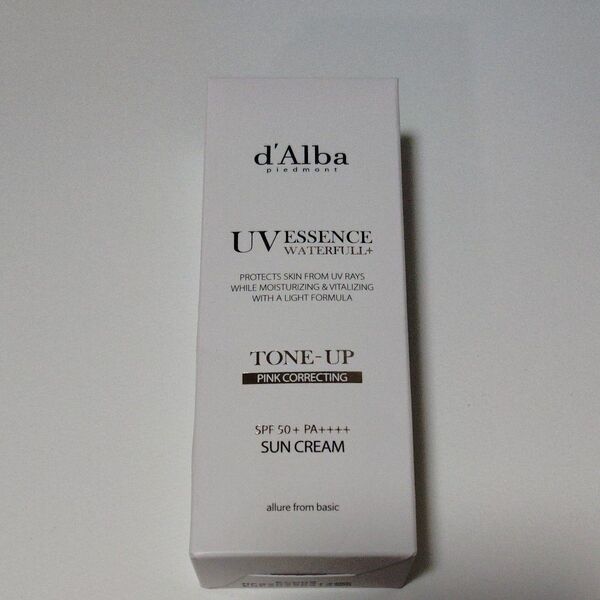 d'Alba
piedmont
UV ESSENCE
WATERFULL+
PROTECTS SKIN FROM UV RAYS
WHILE MOISTURIZING & VITALIZING
WITH A LIGHT FORMULA
TONE-UP
PINK CORRECTING
SPF 50+ PA++++
SUN CREAM
allure from basic